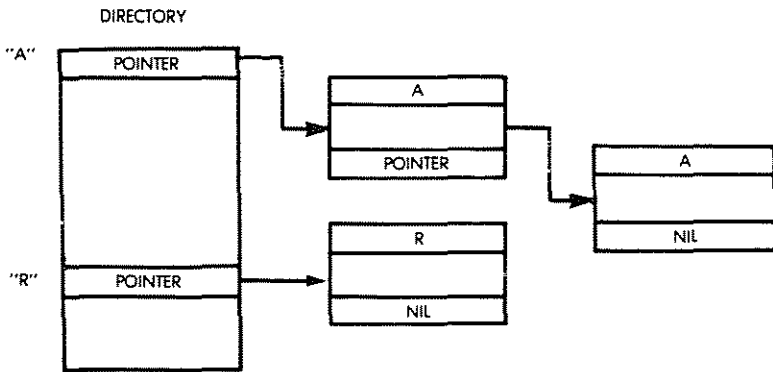 DIRECTORY
"A"
POINTER
A
POINTER
A
NIL
"R"
POINTER
R
NIL